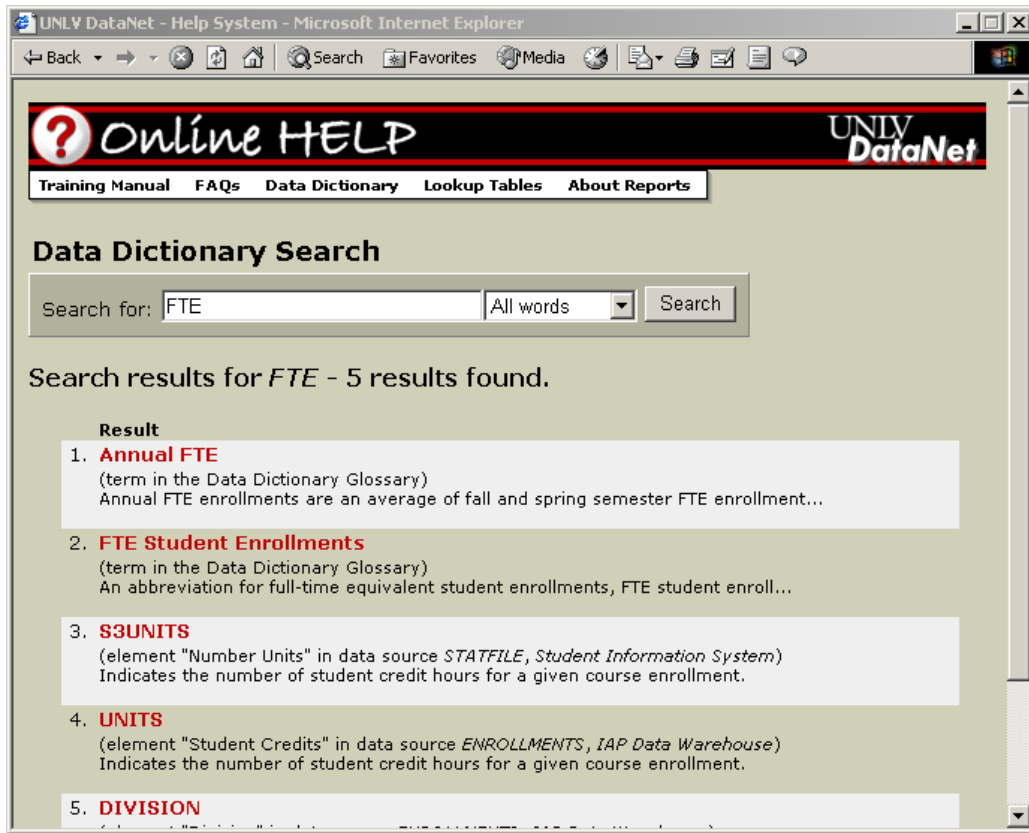 UNLV DataNet - Help System - Microsoft Internet Explorer
Back Search Favorites Media
? Online HELP UNLV DataNet
Training Manual FAQs Data Dictionary Lookup Tables About Reports
Data Dictionary Search
Search for: FTE All words Search
Search results for FTE - 5 results found.
Result
1. Annual FTE
(term in the Data Dictionary Glossary)
Annual FTE enrollments are an average of fall and spring semester FTE enrollment...
2. FTE Student Enrollments
(term in the Data Dictionary Glossary)
An abbreviation for full-time equivalent student enrollments, FTE student enroll...
3. S3UNITS
(element "Number Units" in data source STATFILE, Student Information System)
Indicates the number of student credit hours for a given course enrollment.
4. UNITS
(element "Student Credits" in data source ENROLLMENTS, IAP Data Warehouse)
Indicates the number of student credit hours for a given course enrollment.
5. DIVISION